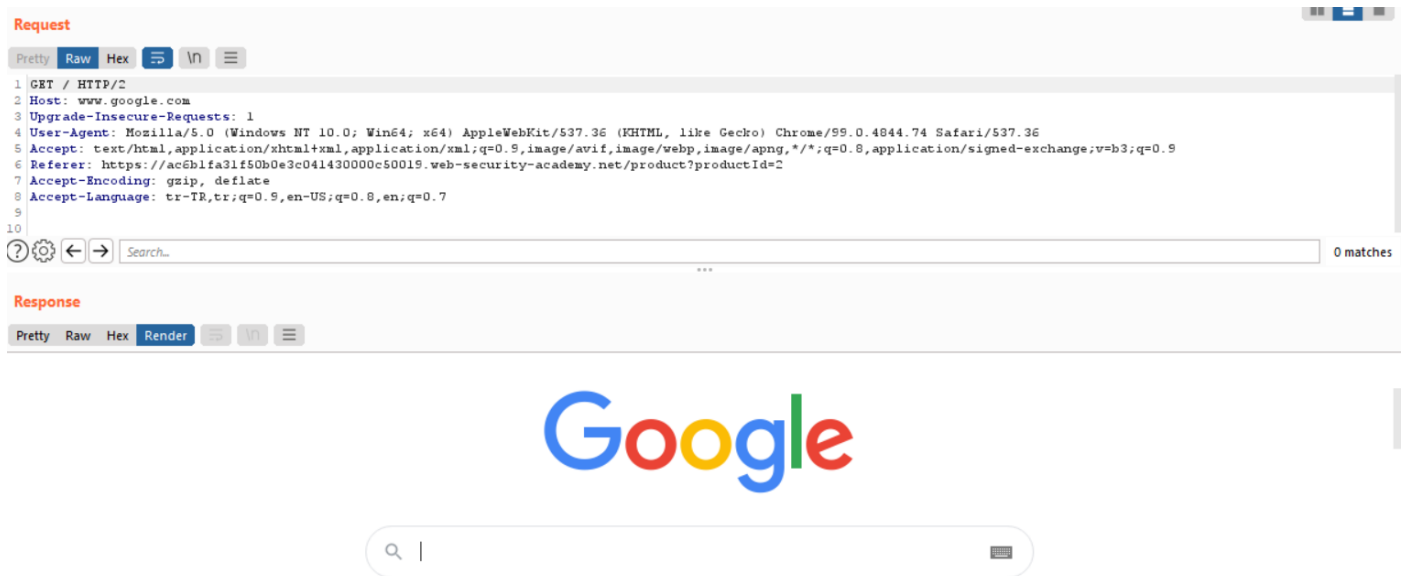 Request
Pretty Raw Hex \n
1 GET / HTTP/2
2 Host: www.google.com
3 Upgrade-Insecure-Requests: 1
4 User-Agent: Mozilla/5.0 (Windows NT 10.0; Win64; x64) AppleWebKit/537.36 (KHTML, like Gecko) Chrome/99.0.4844.74 Safari/537.36
5 Accept: text/html,application/xhtml+xml,application/xml;q=0.9,image/avif,image/webp,image/apng,*/*;q=0.8,application/signed-exchange;v=b3;q=0.9
6 Referer: https://ac6b1fa31f50b0e3c041430000c50019.web-security-academy.net/product?productId=2
7 Accept-Encoding: gzip, deflate
8 Accept-Language: tr-TR,tr;q=0.9,en-US;q=0.8,en;q=0.7
9
10
Search... 0 matches
Response
Pretty Raw Hex Render \n
Google